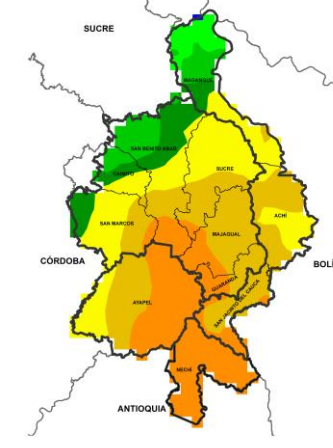 SUCRE
MAGANGUÉ
SAN BENITO ABAD
CAIMITO
SUCRE
SAN MARCOS
ACHÍ
MAJAGUAL
CÓRDOBA
BOLÍ
GUARANDA
SAN JACINTO DEL CAUCA
AYAPEL
NECHÍ
ANTIOQUIA